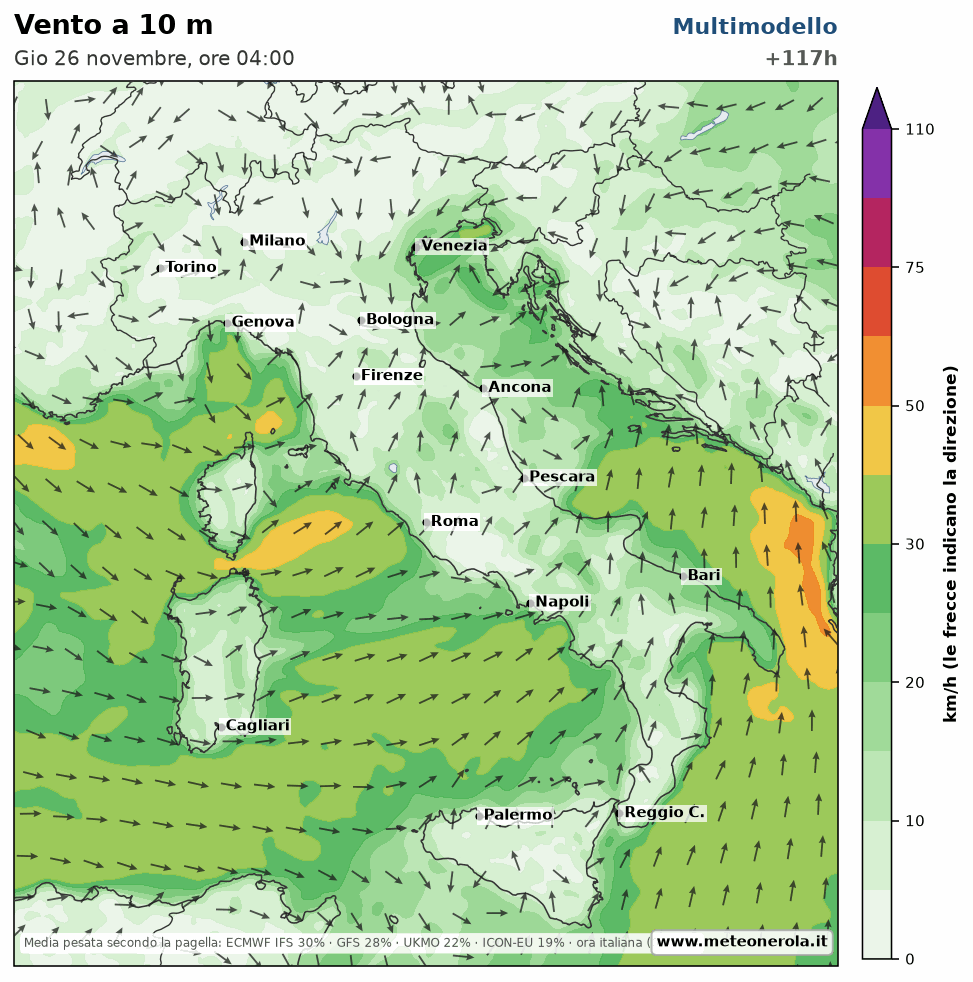 Vento a 10 m
Multimodello
Gio 26 novembre, ore 04:00
+117h
110
75
50
30
20
10
0
km/h (le frecce indicano la direzione)
Milano
Venezia
Torino
Genova
Bologna
Firenze
Ancona
Pescara
Roma
Bari
Napoli
Cagliari
Palermo
Reggio C.
Media pesata secondo la pagella: ECMWF IFS 30% · GFS 28% · UKMO 22% · ICON-EU 19% · ora italiana (
www.meteonerola.it